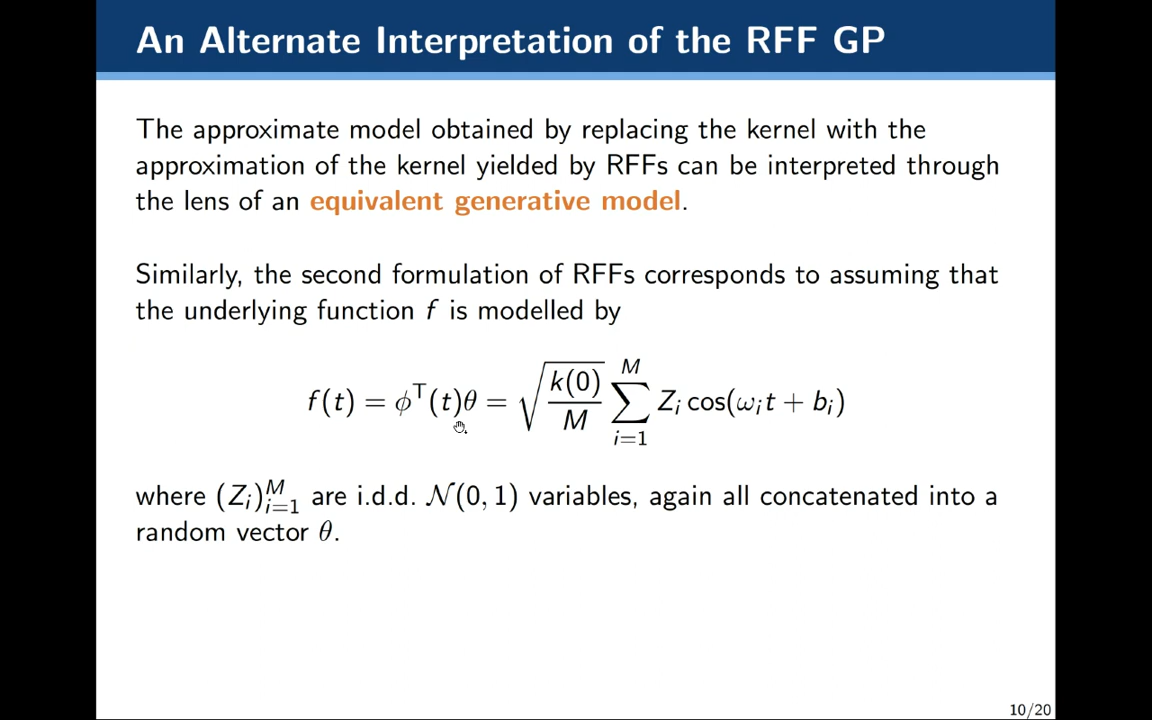 An Alternate Interpretation of the RFF GP
The approximate model obtained by replacing the kernel with the
approximation of the kernel yielded by RFFs can be interpreted through
the lens of an equivalent generative model.
Similarly, the second formulation of RFFs corresponds to assuming that
the underlying function f is modelled by
f(t) = ϕᵀ(t)θ = √(k(0)/M) ∑_{i=1}^{M} Z_i cos(ω_i t + b_i)
where (Z_i)_{i=1}^{M} are i.d.d. 𝒩(0, 1) variables, again all concatenated into a
random vector θ.
10/20